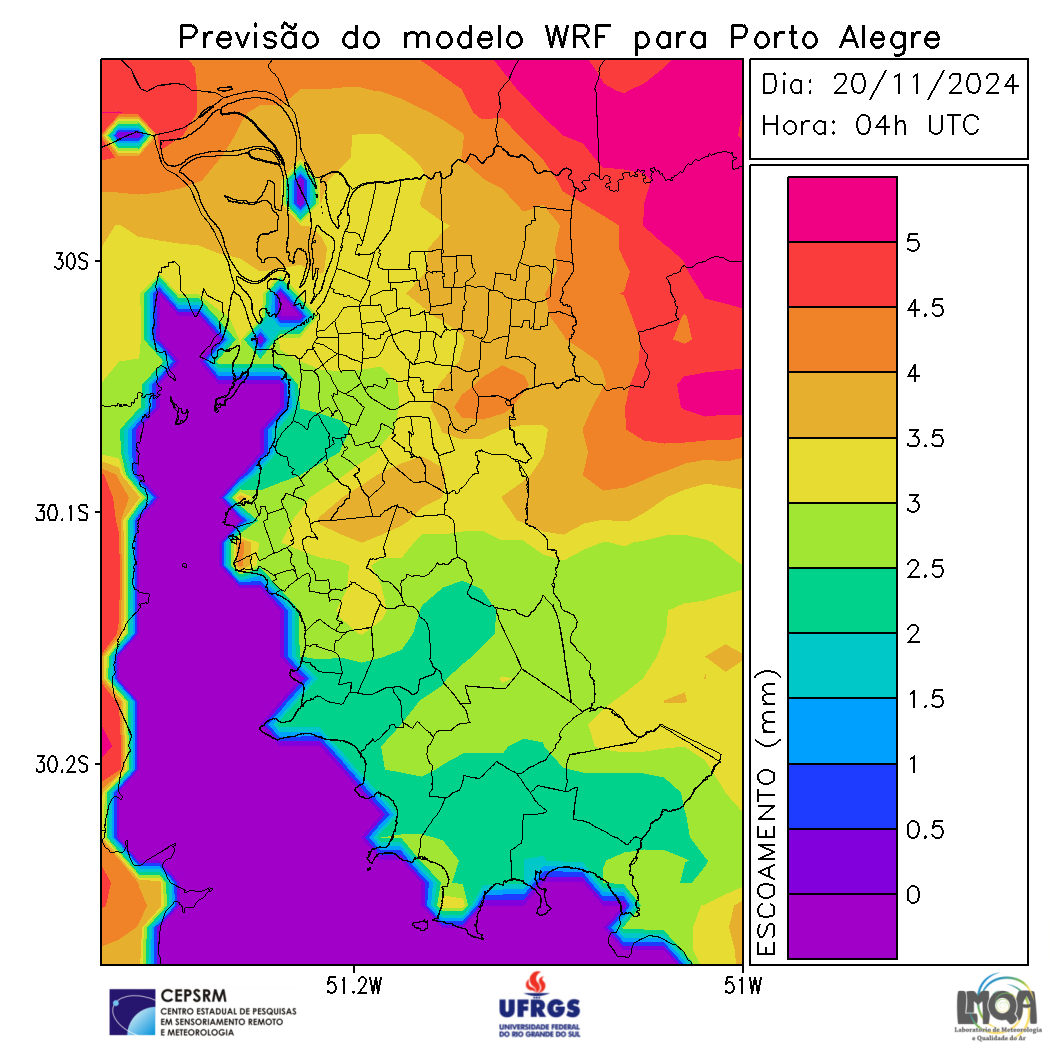 Previsão do modelo WRF para Porto Alegre
Dia: 20/11/2024
Hora: 04h UTC
30S
30.1S
30.2S
51.2W
51W
ESCOAMENTO (mm)
5
4.5
4
3.5
3
2.5
2
1.5
1
0.5
0
CEPSRM
CENTRO ESTADUAL DE PESQUISAS
EM SENSORIAMENTO REMOTO
E METEOROLOGIA
UFRGS
UNIVERSIDADE FEDERAL
DO RIO GRANDE DO SUL
LMQA
Laboratório de Meteorologia
e Qualidade do Ar